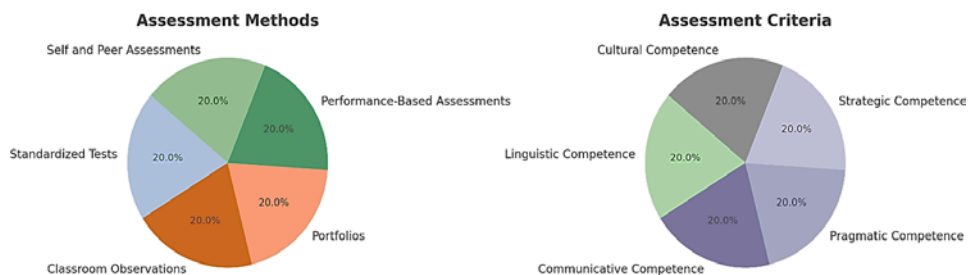 Assessment Methods
Self and Peer Assessments
20.0%
Performance-Based Assessments
20.0%
Standardized Tests
20.0%
20.0%
Portfolios
20.0%
Classroom Observations
Assessment Criteria
Cultural Competence
20.0%
Strategic Competence
20.0%
Linguistic Competence
20.0%
20.0%
Pragmatic Competence
20.0%
Communicative Competence